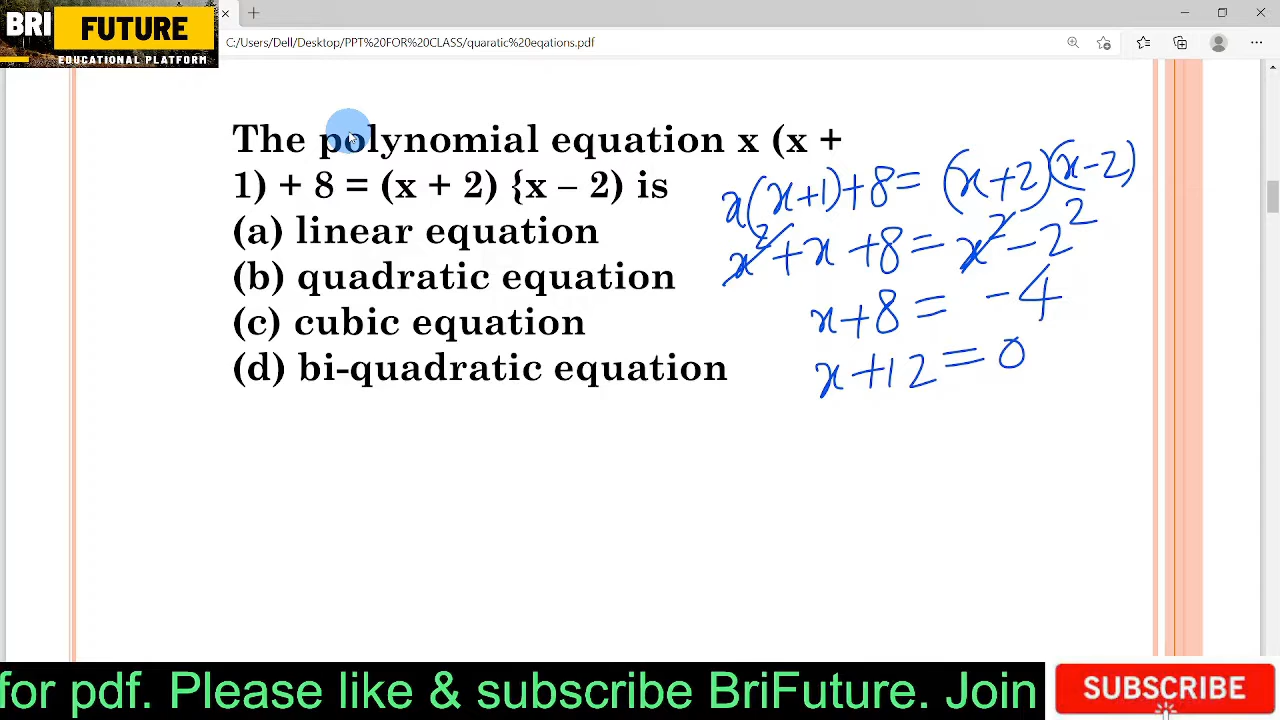 BRI FUTURE
EDUCATIONAL PLATFORM
C:/Users/Dell/Desktop/PPT%20FOR%20CLASS/quaratic%20eqations.pdf
The polynomial equation x (x +
1) + 8 = (x + 2) {x – 2) is
(a) linear equation
(b) quadratic equation
(c) cubic equation
(d) bi-quadratic equation
x(x+1)+8=(x+2)(x-2)
x²+x+8=x²-2²
x+8=-4
x+12=0
for pdf. Please like & subscribe BriFuture. Join
SUBSCRIBE